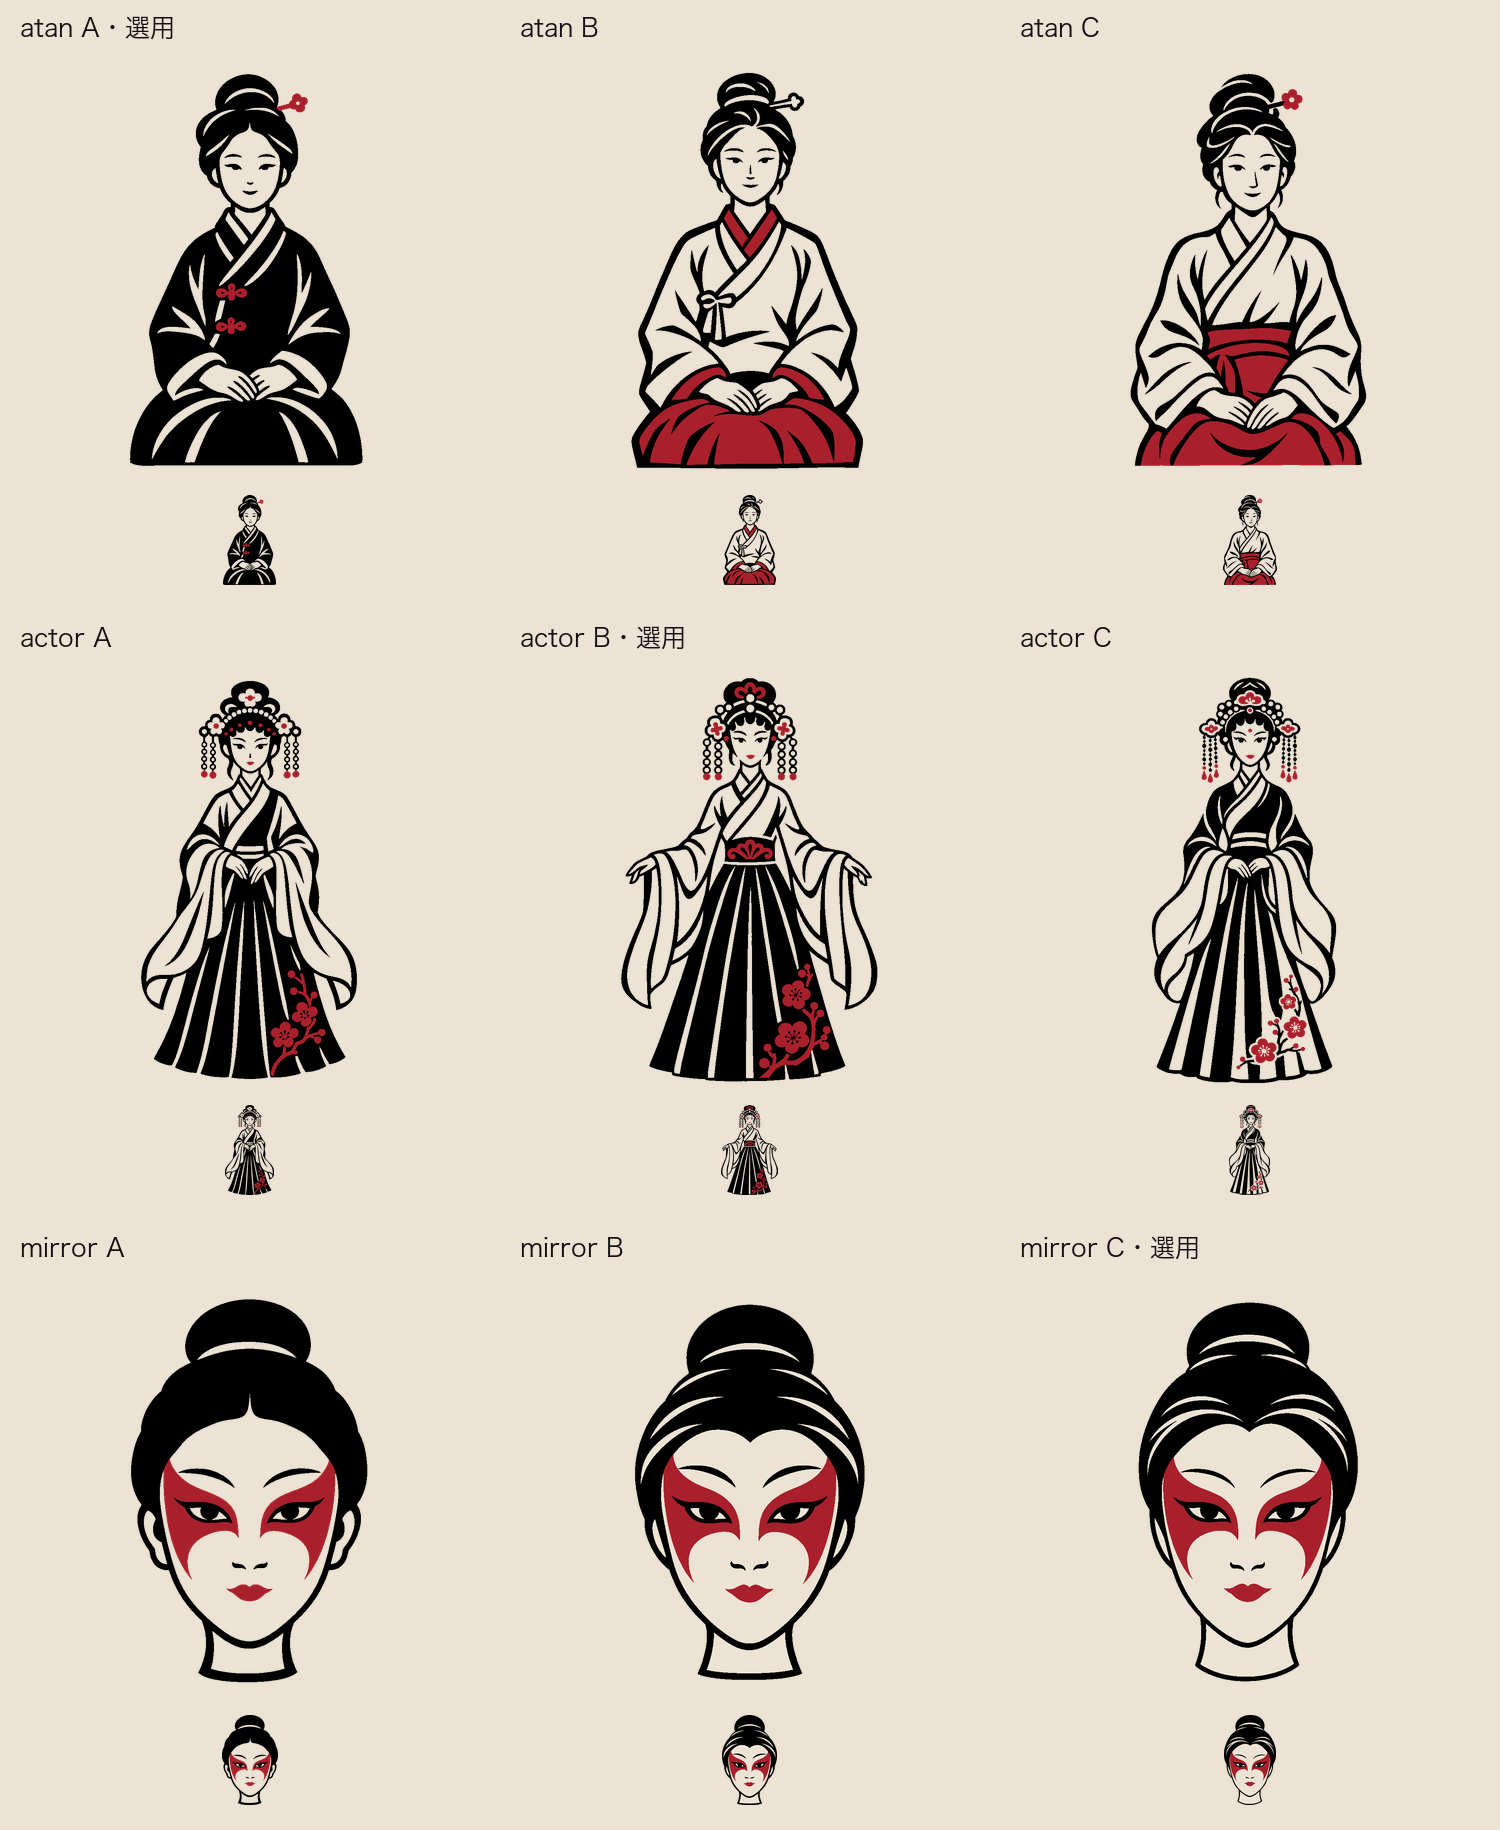 atan A・選用
atan B
atan C
actor A
actor B・選用
actor C
mirror A
mirror B
mirror C・選用